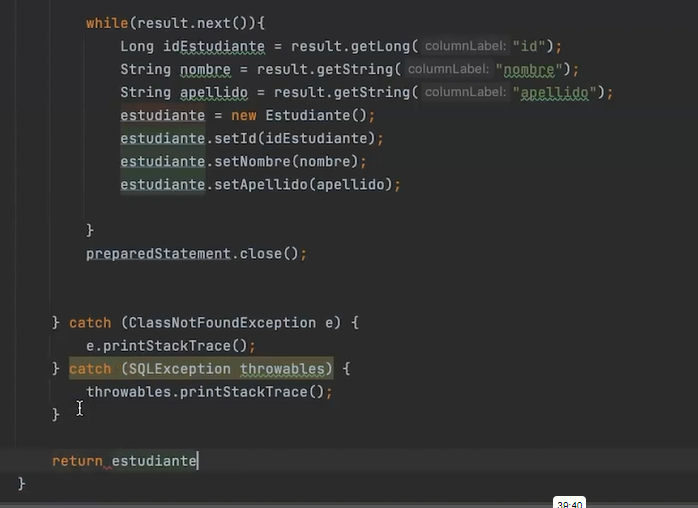 while(result.next()){
Long idEstudiante = result.getLong( columnLabel: "id");
String nombre = result.getString( columnLabel: "nombre");
String apellido = result.getString( columnLabel: "apellido");
estudiante = new Estudiante();
estudiante.setId(idEstudiante);
estudiante.setNombre(nombre);
estudiante.setApellido(apellido);
}
preparedStatement.close();
} catch (ClassNotFoundException e) {
e.printStackTrace();
} catch (SQLException throwables) {
throwables.printStackTrace();
}
return estudiante
}
39:40